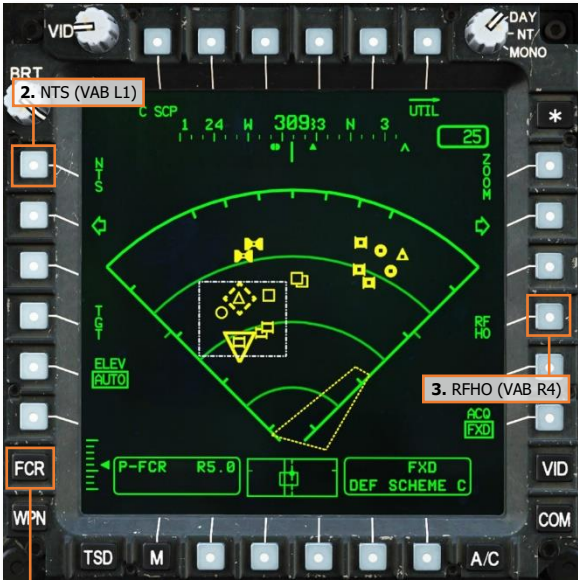 VID
DAY
NT
MONO
BRT
2. NTS (VAB L1)
C SCP
UTIL
1 24 W 309 33 N 3
25
*
NTS
ZOOM
TGT
RF
HO
ELEV
AUTO
3. RFHO (VAB R4)
ACQ
FXD
FCR
P-FCR R5.0
FXD
DEF SCHEME C
VID
WPN
COM
TSD
M
A/C